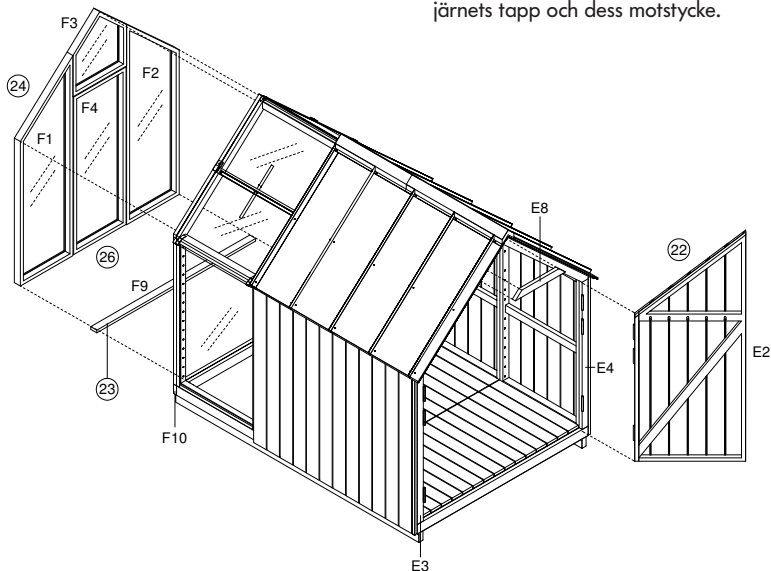 järnets tapp och dess motstycke.
F3
F2
24
F4
F1
E8
22
26
F9
E2
E4
23
F10
E3